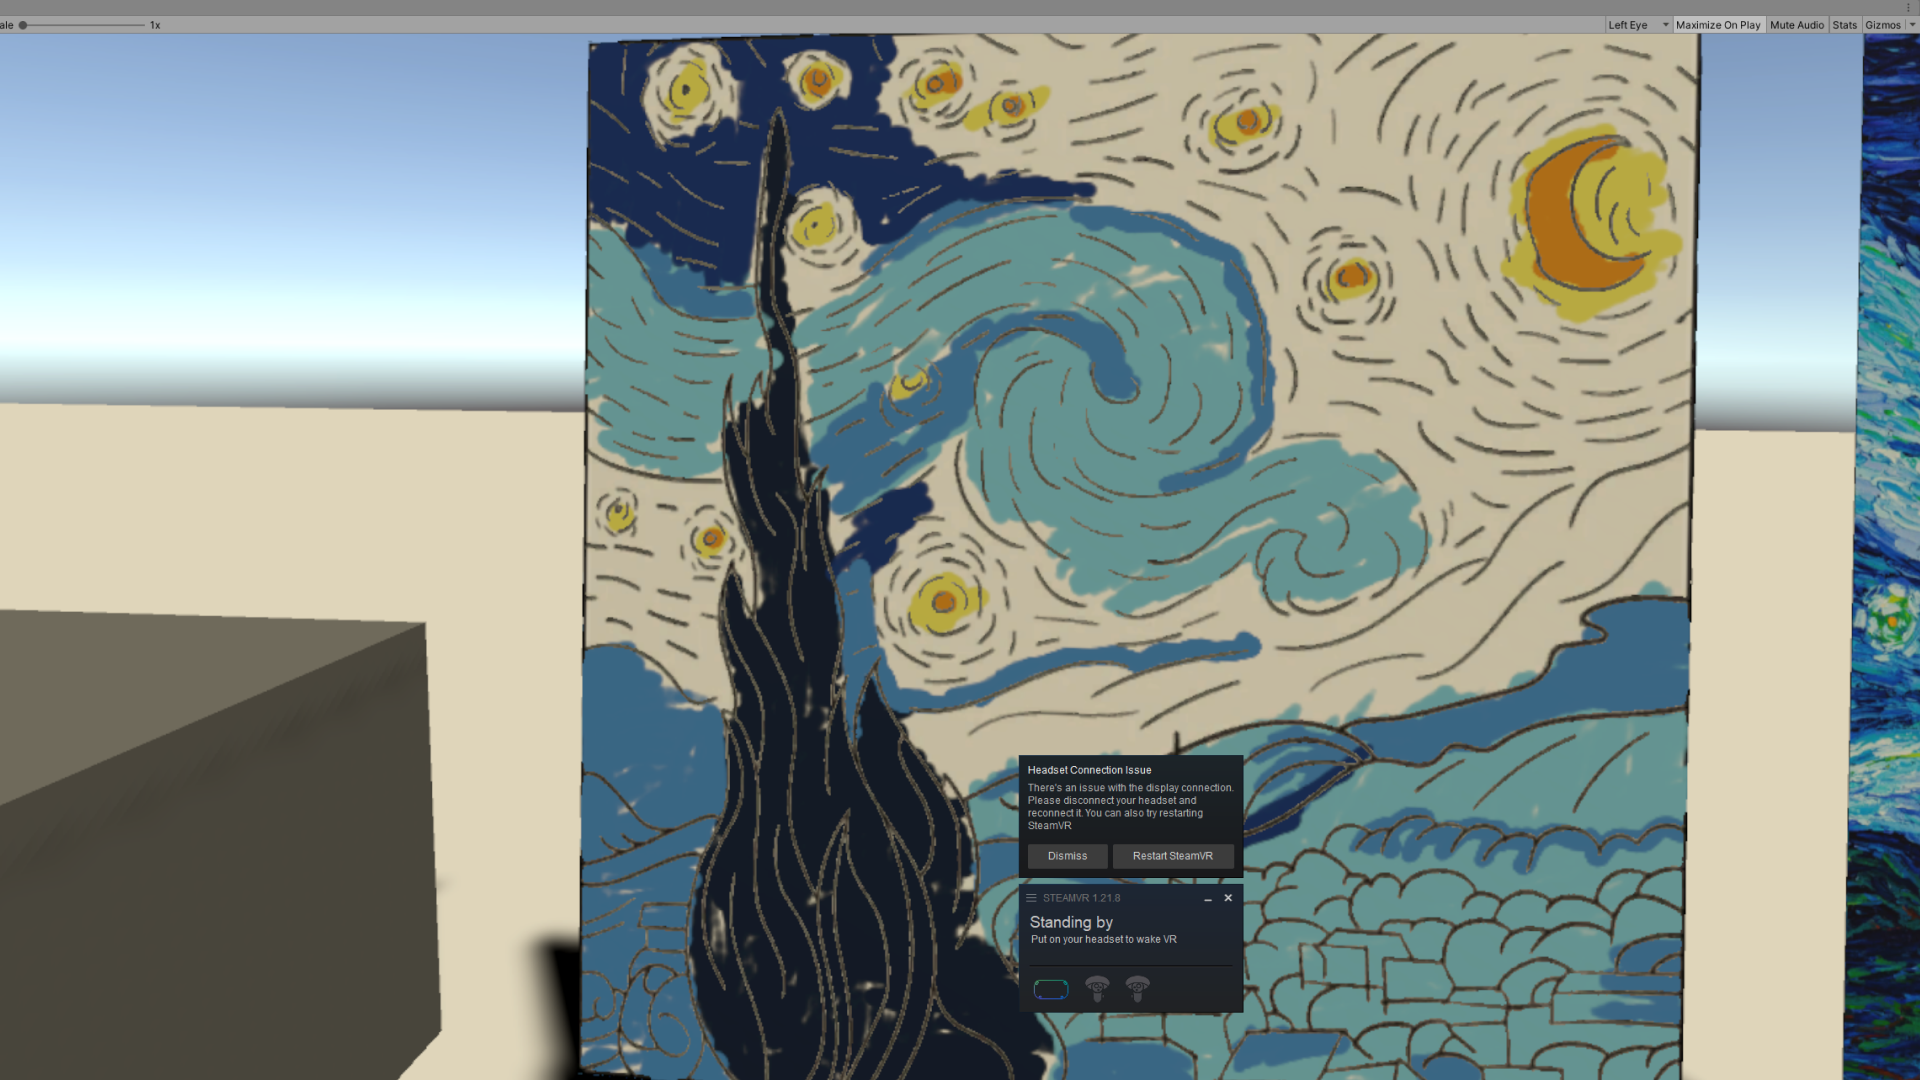 ale 1x Left Eye Maximize On Play Mute Audio Stats Gizmos
Headset Connection Issue
There's an issue with the display connection.
Please disconnect your headset and
reconnect it. You can also try restarting
SteamVR
Dismiss Restart SteamVR
STEAMVR 1.21.8
Standing by
Put on your headset to wake VR